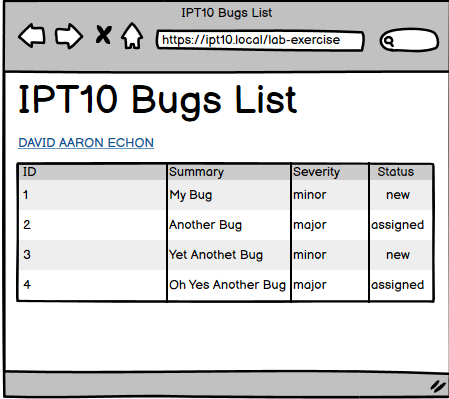 IPT10 Bugs List
https://ipt10.local/lab-exercise
IPT10 Bugs List
DAVID AARON ECHON
ID Summary Severity Status
1 My Bug minor new
2 Another Bug major assigned
3 Yet Anothet Bug minor new
4 Oh Yes Another Bug major assigned